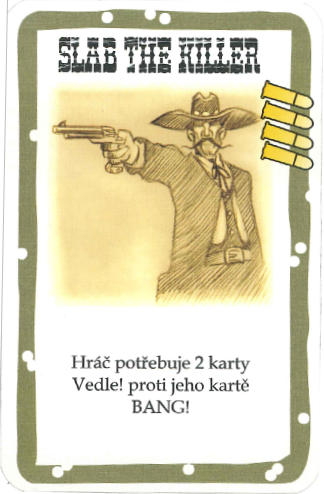 SLAB THE KILLER
Hráč potřebuje 2 karty
Vedle! proti jeho kartě
BANG!